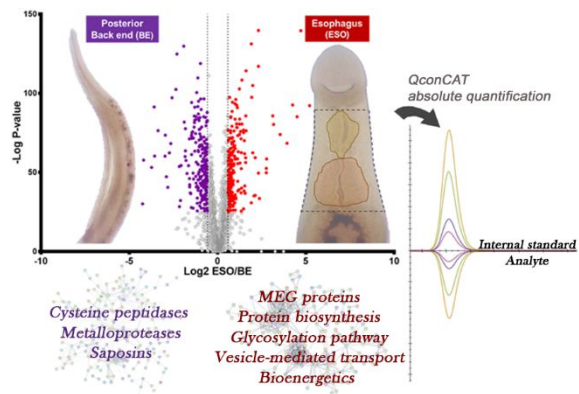 150
Posterior
Back end (BE)
Esophagus
(ESO)
QconCAT
absolute quantification
100
-Log P-value
50
0
-10
-5
0
5
10
Log2 ESO/BE
Internal standard
Analyte
Cysteine peptidases
Metalloproteases
Saposins
MEG proteins
Protein biosynthesis
Glycosylation pathway
Vesicle-mediated transport
Bioenergetics